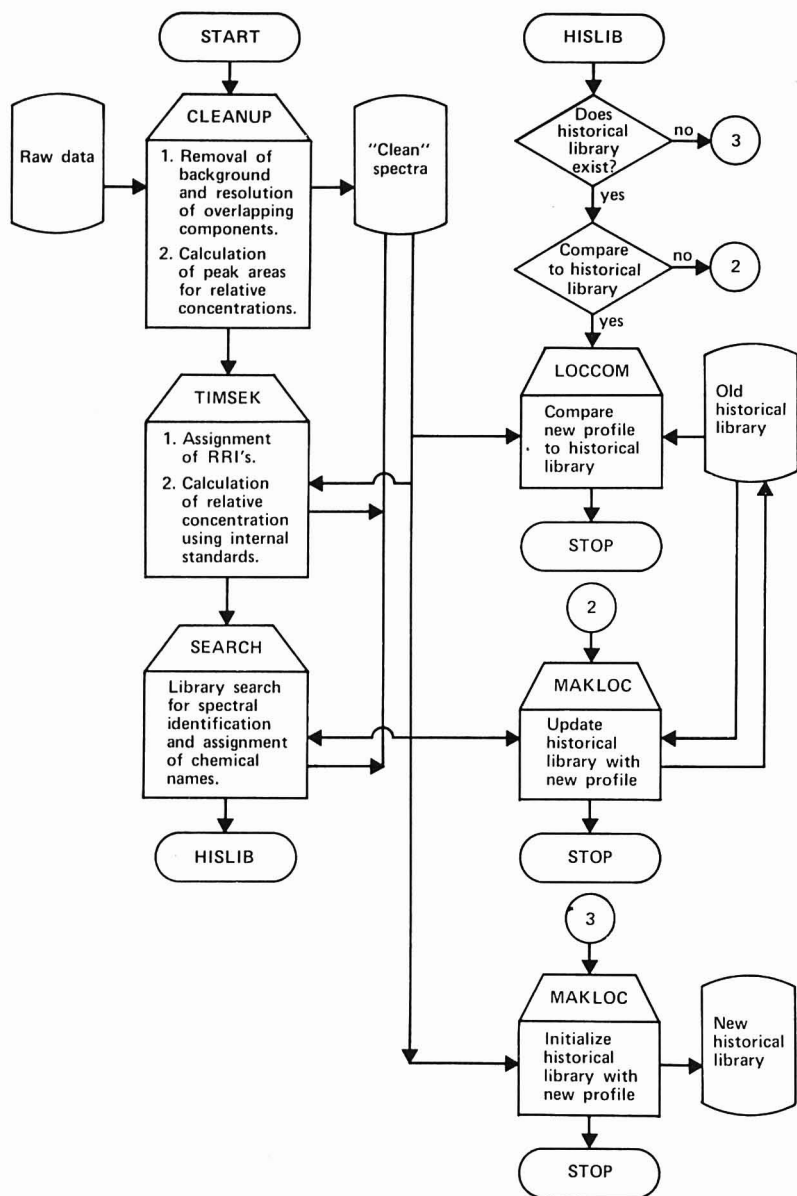 START
Raw data
CLEANUP
1. Removal of
background
and resolution
of overlapping
components.
2. Calculation
of peak areas
for relative
concentrations.
"Clean"
spectra
TIMSEK
1. Assignment
of RRI's.
2. Calculation
of relative
concentration
using internal
standards.
SEARCH
Library search
for spectral
identification
and assignment
of chemical
names.
HISLIB
HISLIB
Does
historical
library
exist?
no
3
yes
Compare
to historical
library
no
2
yes
LOCCOM
Compare
new profile
to historical
library
Old
historical
library
STOP
2
MAKLOC
Update
historical
library with
new profile
STOP
3
MAKLOC
Initialize
historical
library with
new profile
New
historical
library
STOP